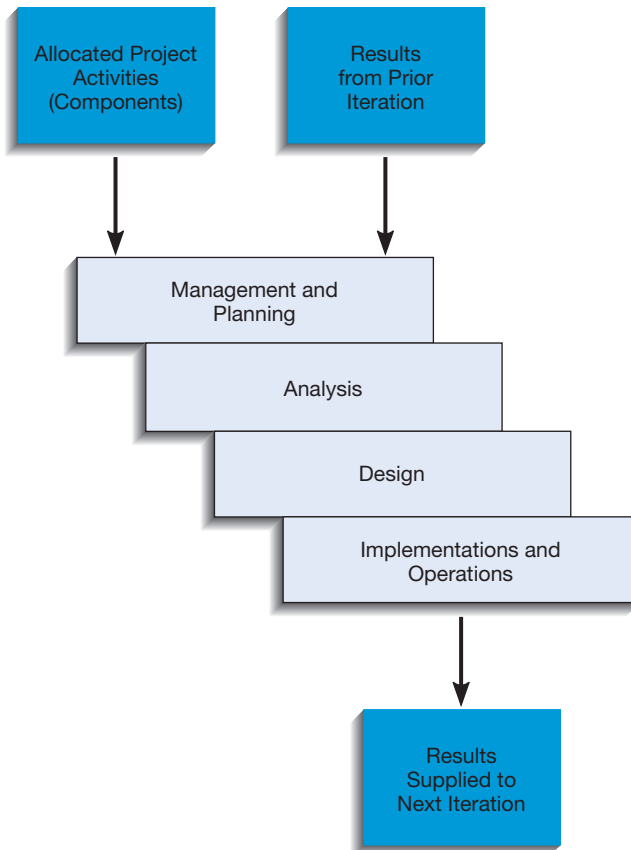 Allocated Project
Activities
(Components)
Results
from Prior
Iteration
Management and
Planning
Analysis
Design
Implementations and
Operations
Results
Supplied to
Next Iteration